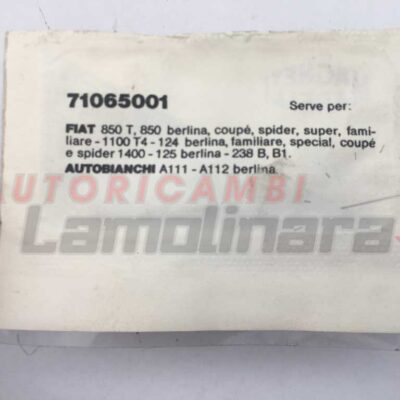 71065001
Serve per:
FIAT 850 T, 850 berlina, coupé, spider, super, fami-
liare - 1100 T4 - 124 berlina, familiare, special, coupé
e spider 1400 - 125 berlina - 238 B, B1.
AUTOBIANCHI A111 - A112 berlina.
AUTORICAMBI
Lamolinara